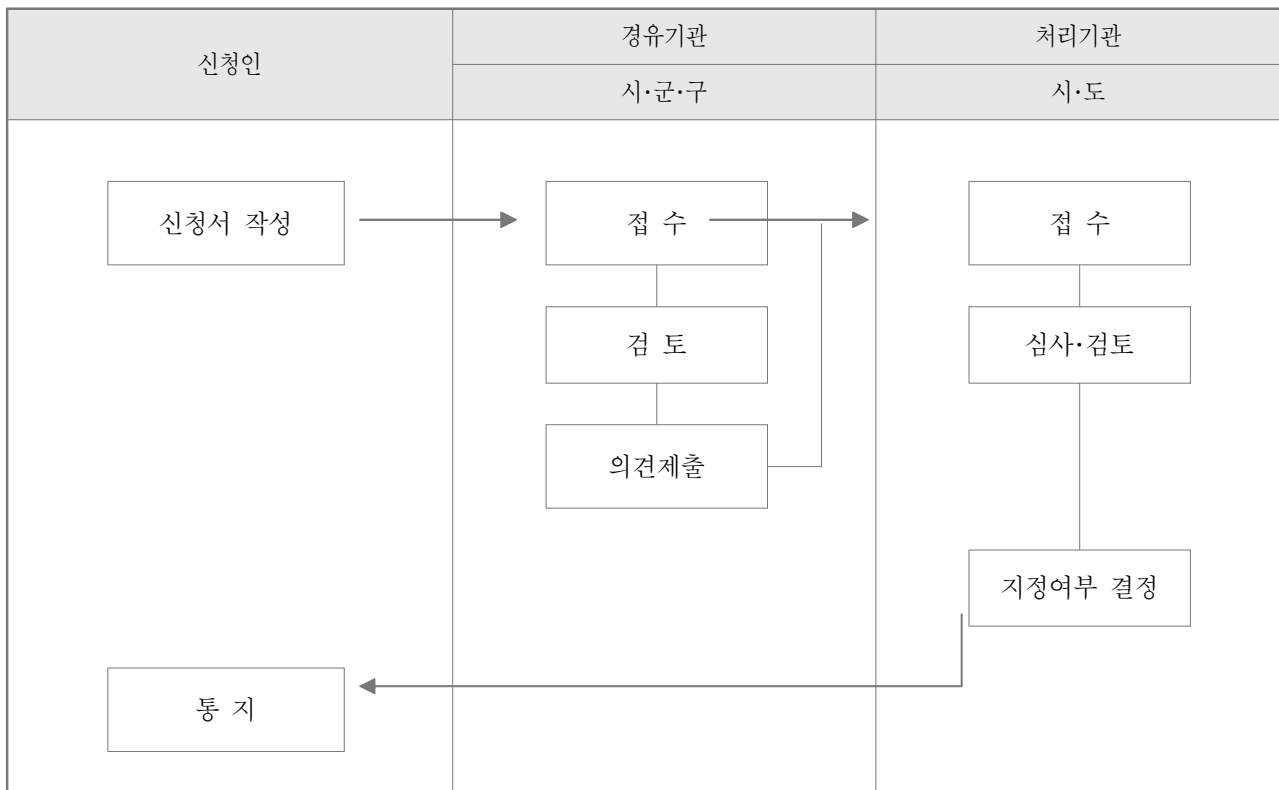 신청인
경유기관
처리기관
시·군·구
시·도
신청서 작성
접 수
접 수
검 토
심사·검토
의견제출
지정여부 결정
통 지